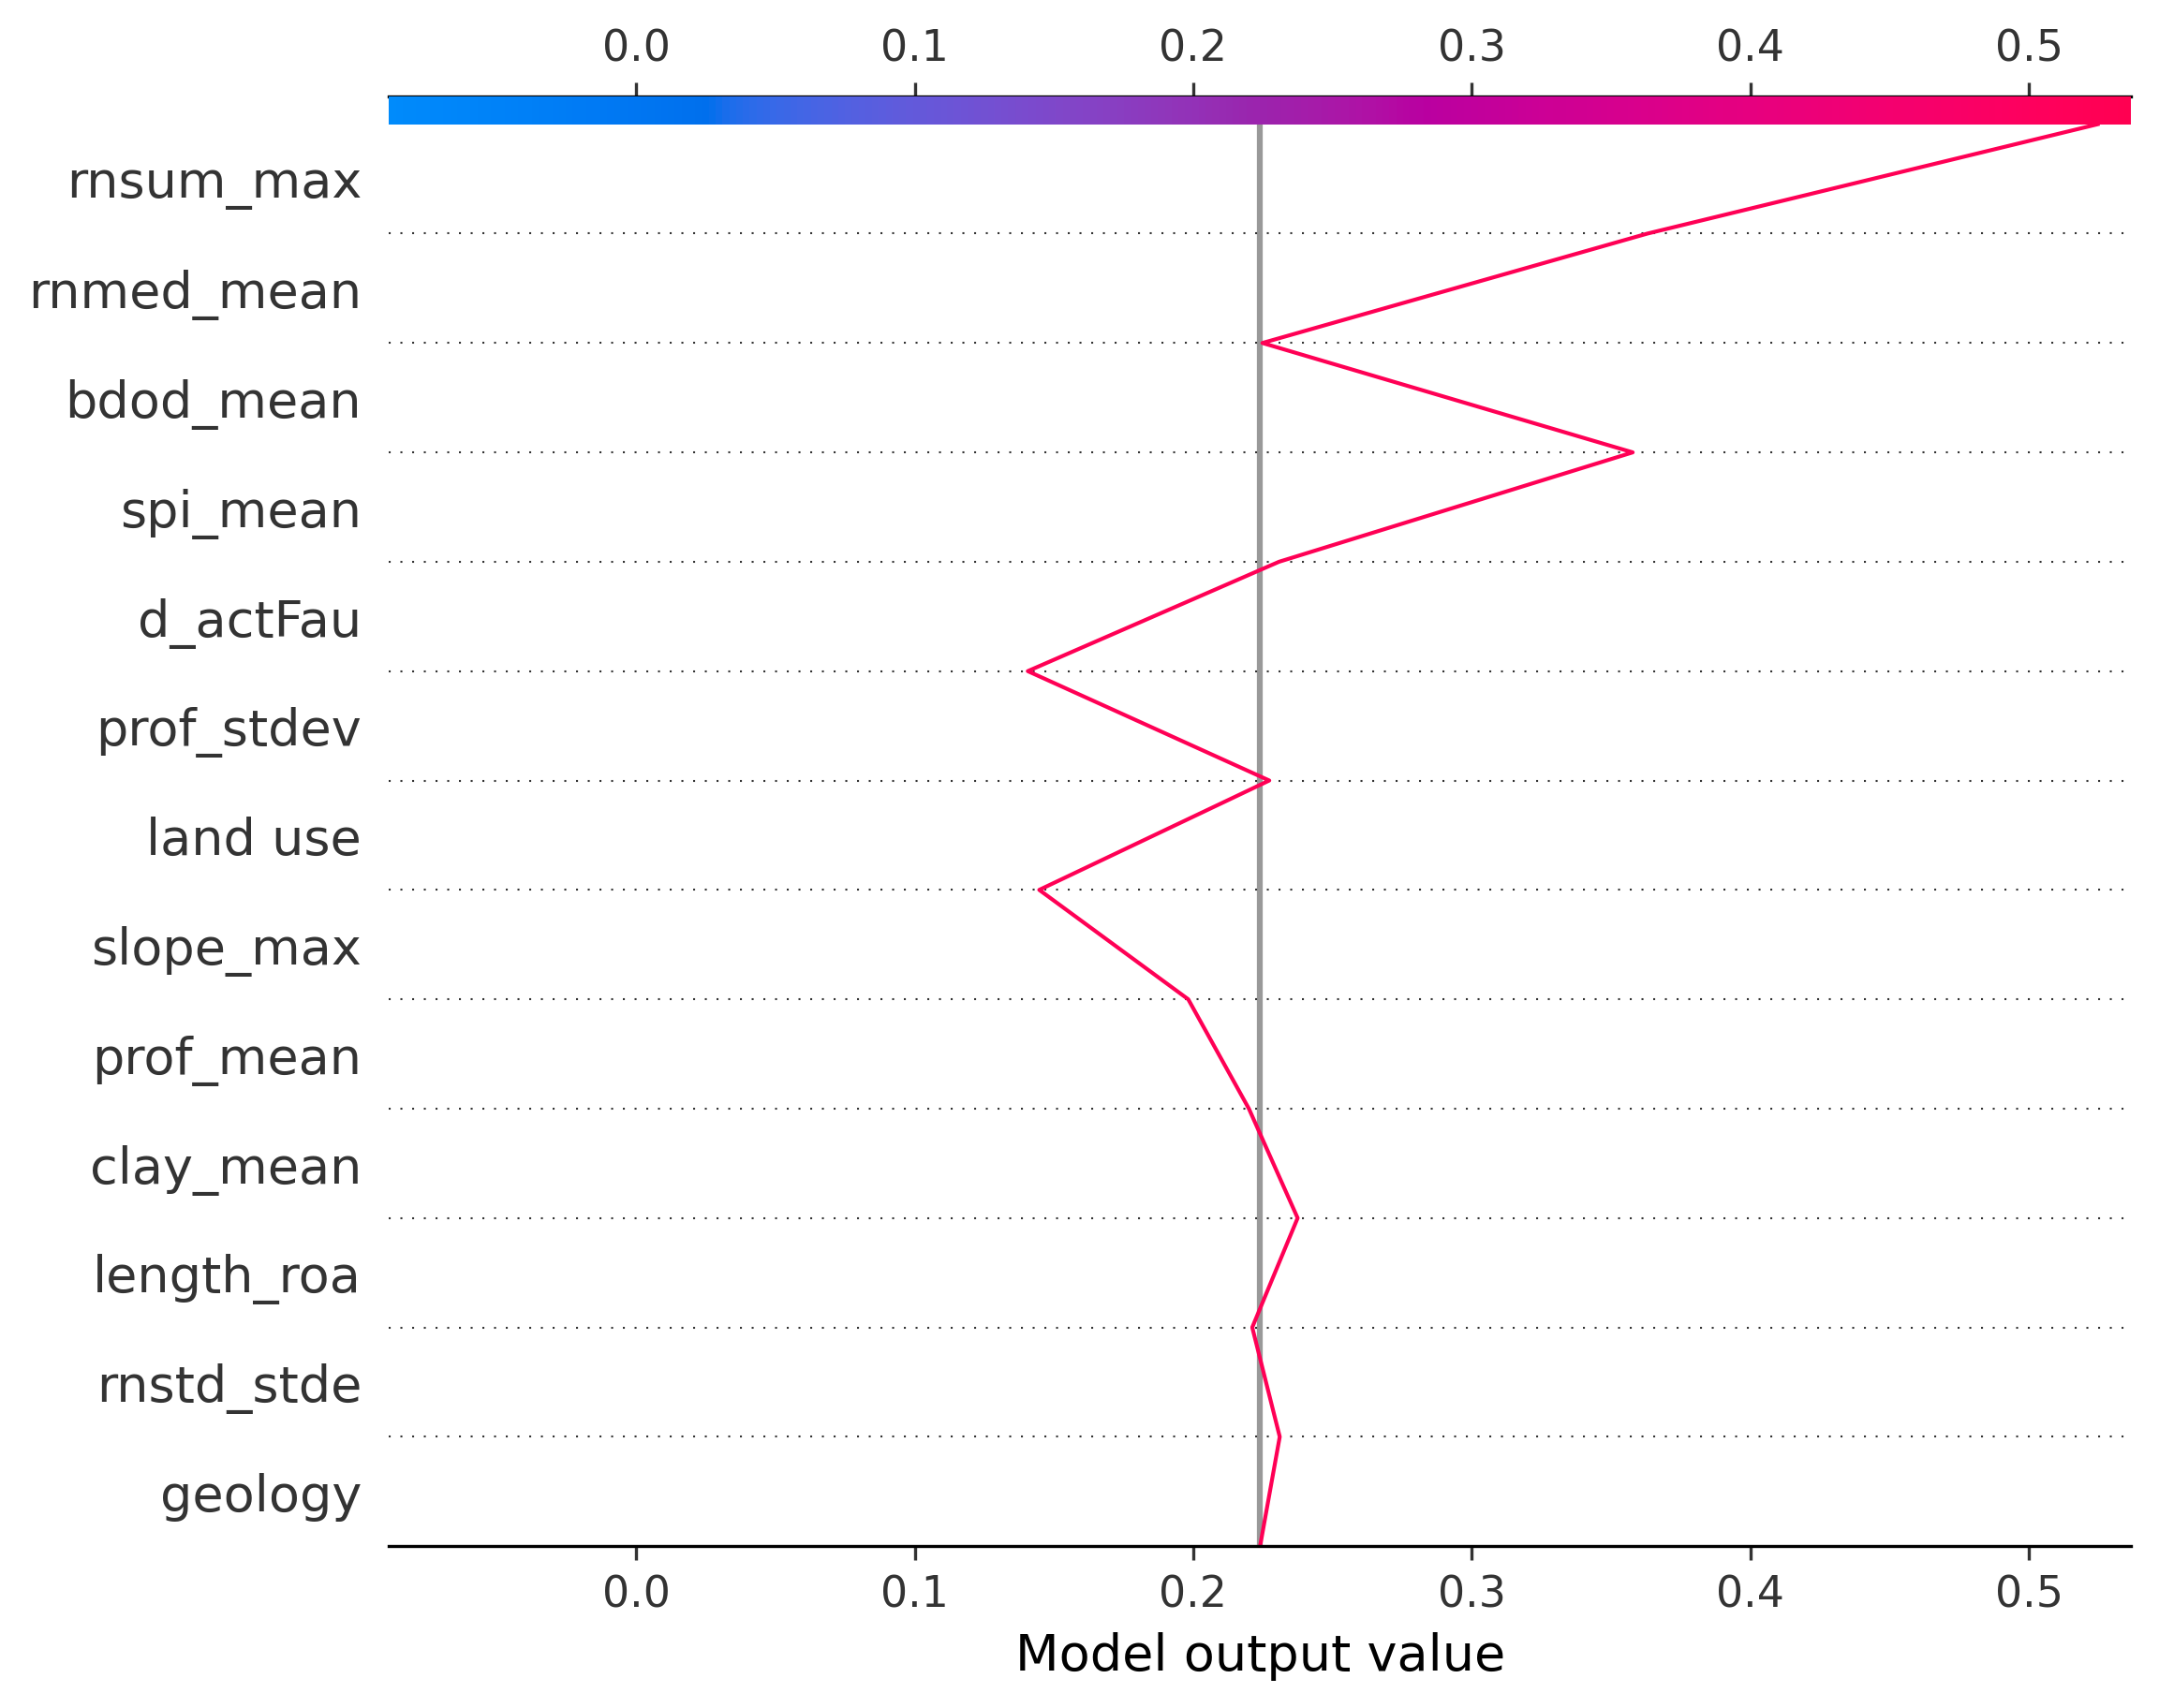 0.0 0.1 0.2 0.3 0.4 0.5
rnsum_max
rnmed_mean
bdod_mean
spi_mean
d_actFau
prof_stdev
land use
slope_max
prof_mean
clay_mean
length_roa
rnstd_stde
geology
0.0 0.1 0.2 0.3 0.4 0.5
Model output value